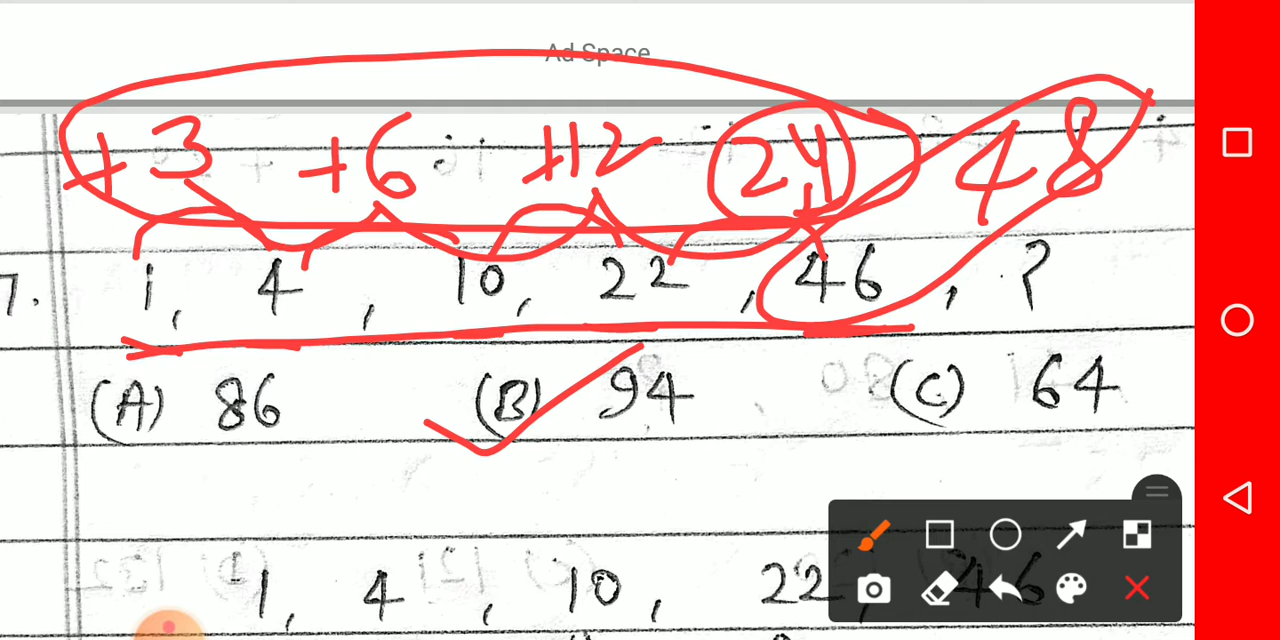 Ad Space
+3 +6 +12 24 48
7. 1, 4, 10, 22, 46, ?
(A) 86 (B) 94 (C) 64
1, 4, 10, 22, 46